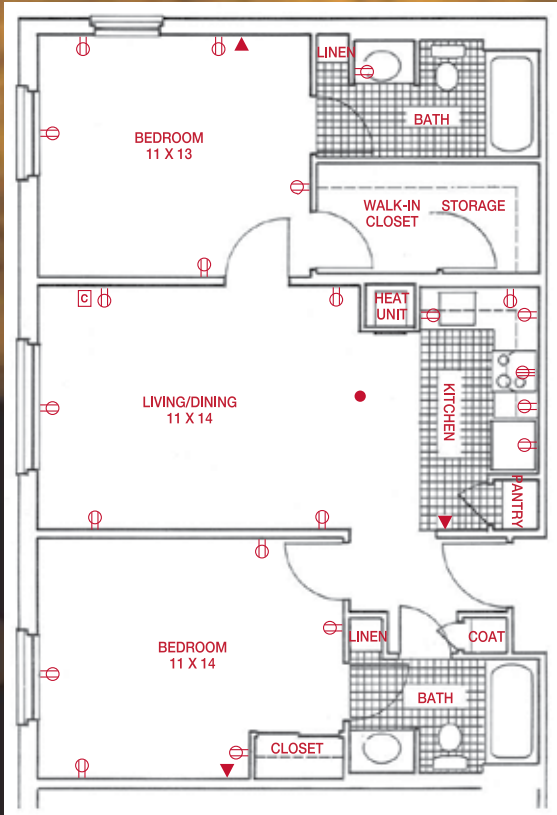 LINEN
BATH
BEDROOM
11 X 13
WALK-IN
CLOSET
STORAGE
C
HEAT
UNIT
LIVING/DINING
11 X 14
KITCHEN
PANTRY
LINEN
COAT
BEDROOM
11 X 14
BATH
CLOSET